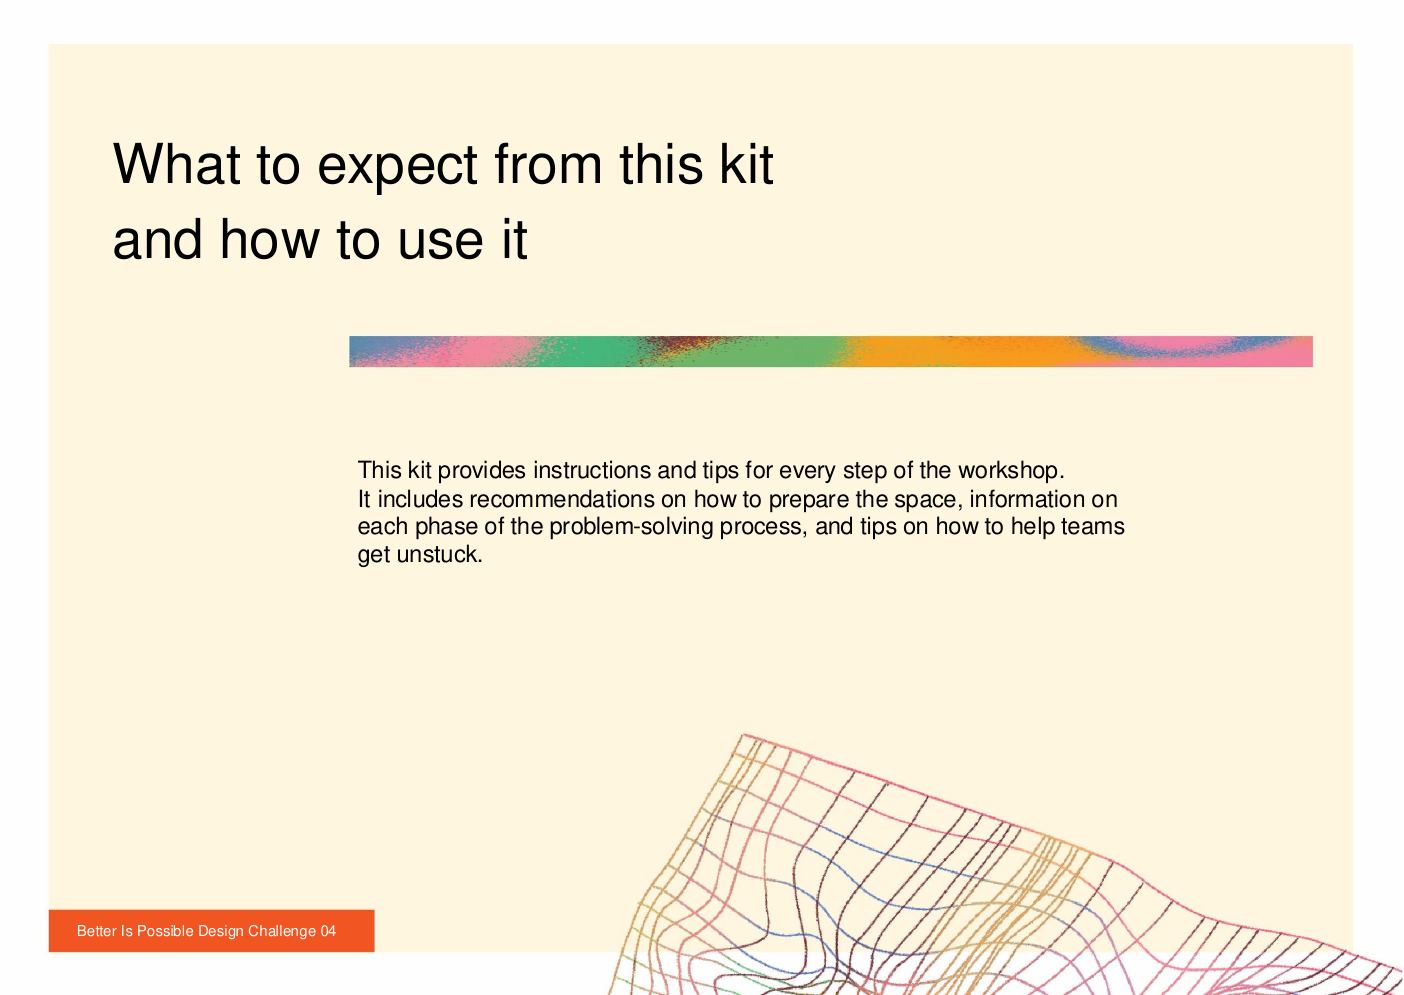 What to expect from this kit
and how to use it
This kit provides instructions and tips for every step of the workshop.
It includes recommendations on how to prepare the space, information on
each phase of the problem-solving process, and tips on how to help teams
get unstuck.
Better Is Possible Design Challenge 04